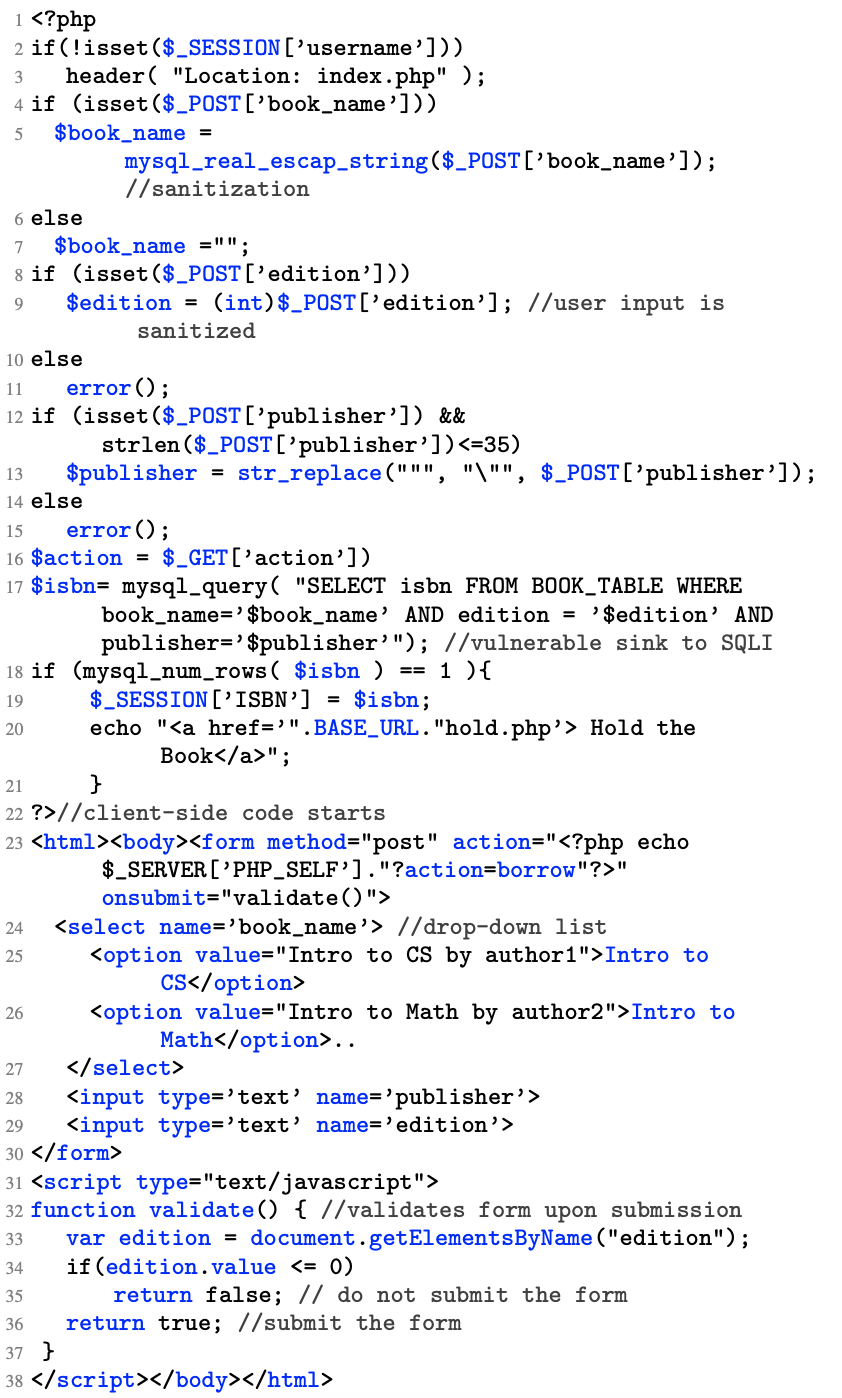 1 <?php
2 if(!isset($_SESSION[’username’]))
3 header( "Location: index.php" );
4 if (isset($_POST[’book_name’]))
5 $book_name =
mysql_real_escap_string($_POST[’book_name’]);
//sanitization
6 else
7 $book_name ="";
8 if (isset($_POST[’edition’]))
9 $edition = (int)$_POST[’edition’]; //user input is
sanitized
10 else
11 error();
12 if (isset($_POST[’publisher’]) &&
strlen($_POST[’publisher’])<=35)
13 $publisher = str_replace(""", "\"", $_POST[’publisher’]);
14 else
15 error();
16 $action = $_GET[’action’])
17 $isbn= mysql_query( "SELECT isbn FROM BOOK_TABLE WHERE
book_name=’$book_name’ AND edition = ’$edition’ AND
publisher=’$publisher’"); //vulnerable sink to SQLI
18 if (mysql_num_rows( $isbn ) == 1 ){
19 $_SESSION[’ISBN’] = $isbn;
20 echo "<a href=’".BASE_URL."hold.php’> Hold the
Book</a>";
21 }
22 ?>//client-side code starts
23 <html><body><form method="post" action="<?php echo
$_SERVER[’PHP_SELF’]."?action=borrow"?>"
onsubmit="validate()">
24 <select name=’book_name’> //drop-down list
25 <option value="Intro to CS by author1">Intro to
CS</option>
26 <option value="Intro to Math by author2">Intro to
Math</option>..
27 </select>
28 <input type=’text’ name=’publisher’>
29 <input type=’text’ name=’edition’>
30 </form>
31 <script type="text/javascript">
32 function validate() { //validates form upon submission
33 var edition = document.getElementsByName("edition");
34 if(edition.value <= 0)
35 return false; // do not submit the form
36 return true; //submit the form
37 }
38 </script></body></html>